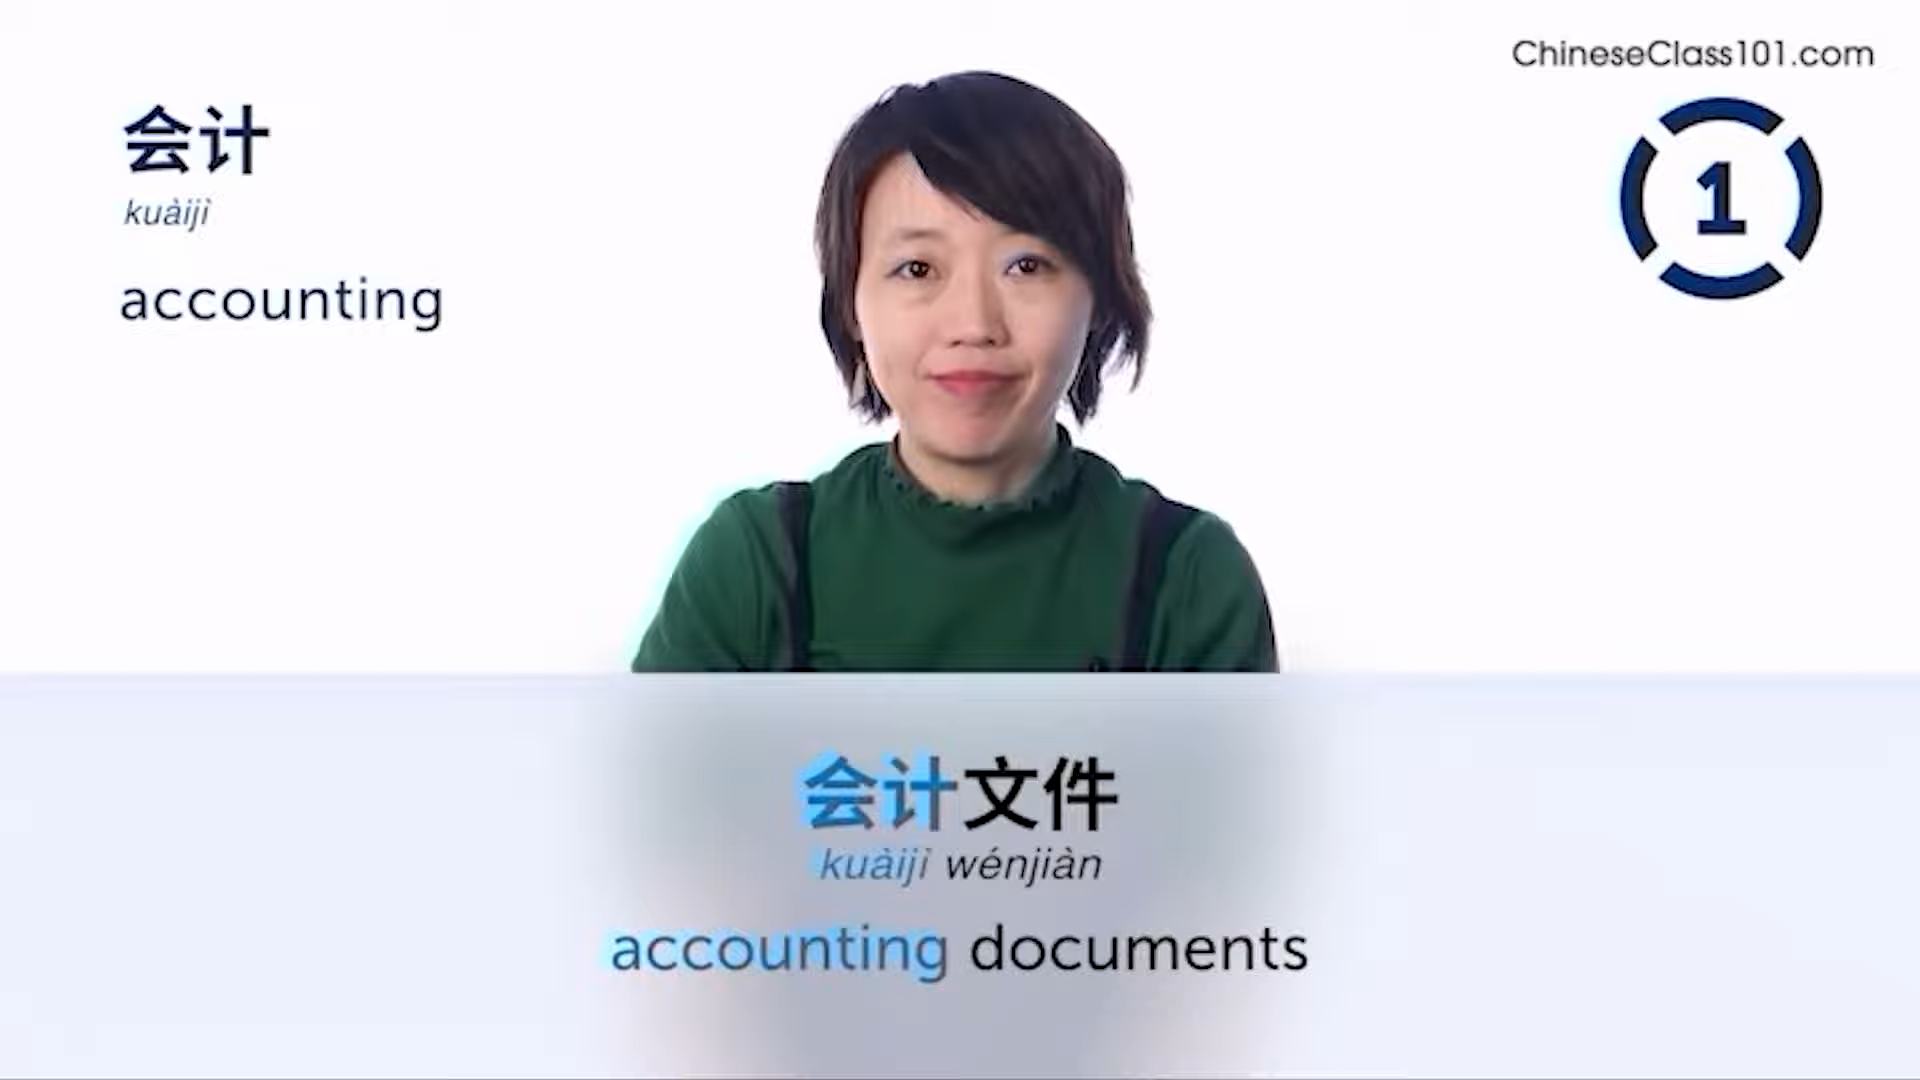 ChineseClass101.com
会计
kuàijì
accounting
1
会计文件
kuàijì wénjiàn
accounting documents